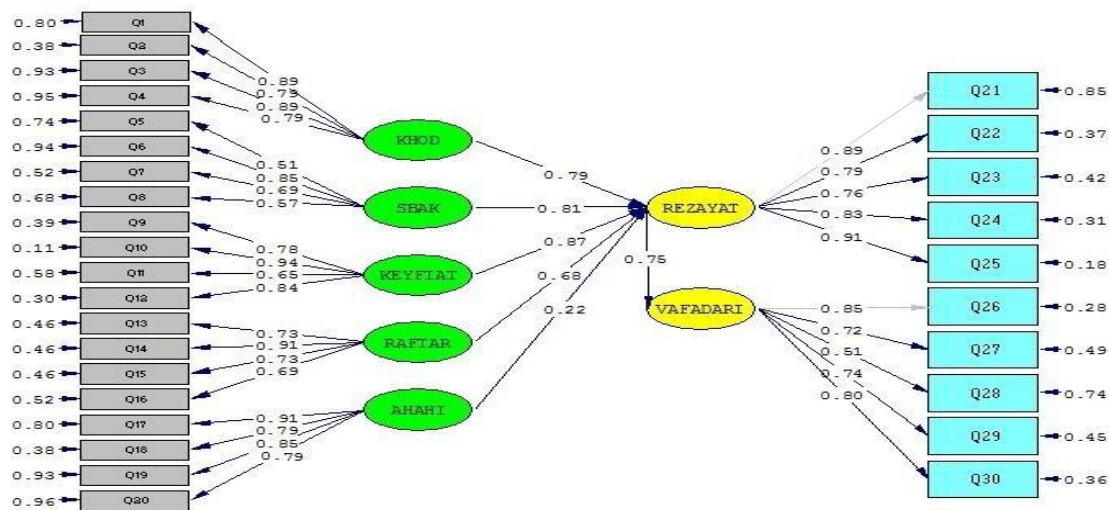 0.80 Q1
0.38 Q2
0.93 Q3
0.95 Q4
0.74 Q5
0.94 Q6
0.52 Q7
0.68 Q8
0.39 Q9
0.11 Q10
0.58 Q11
0.30 Q12
0.46 Q13
0.46 Q14
0.46 Q15
0.52 Q16
0.80 Q17
0.38 Q18
0.93 Q19
0.96 Q20
0.89
0.79
0.89
0.79
0.51
0.85
0.69
0.57
0.78
0.94
0.65
0.84
0.73
0.91
0.73
0.69
0.91
0.79
0.85
0.79
KHOD
SBAK
KEYFIAT
RAFTAR
AHAHI
0.79
0.81
0.87
0.68
0.22
REZAYAT
0.75
VAFADARI
0.89
0.79
0.76
0.83
0.91
0.85
0.72
0.51
0.74
0.80
Q21 0.85
Q22 0.37
Q23 0.42
Q24 0.31
Q25 0.18
Q26 0.28
Q27 0.49
Q28 0.74
Q29 0.45
Q30 0.36